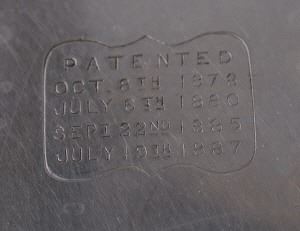 PATENTED
OCT. 8TH 1878
JULY 6TH 1880
SEPT 22ND 1885
JULY 19TH 1887